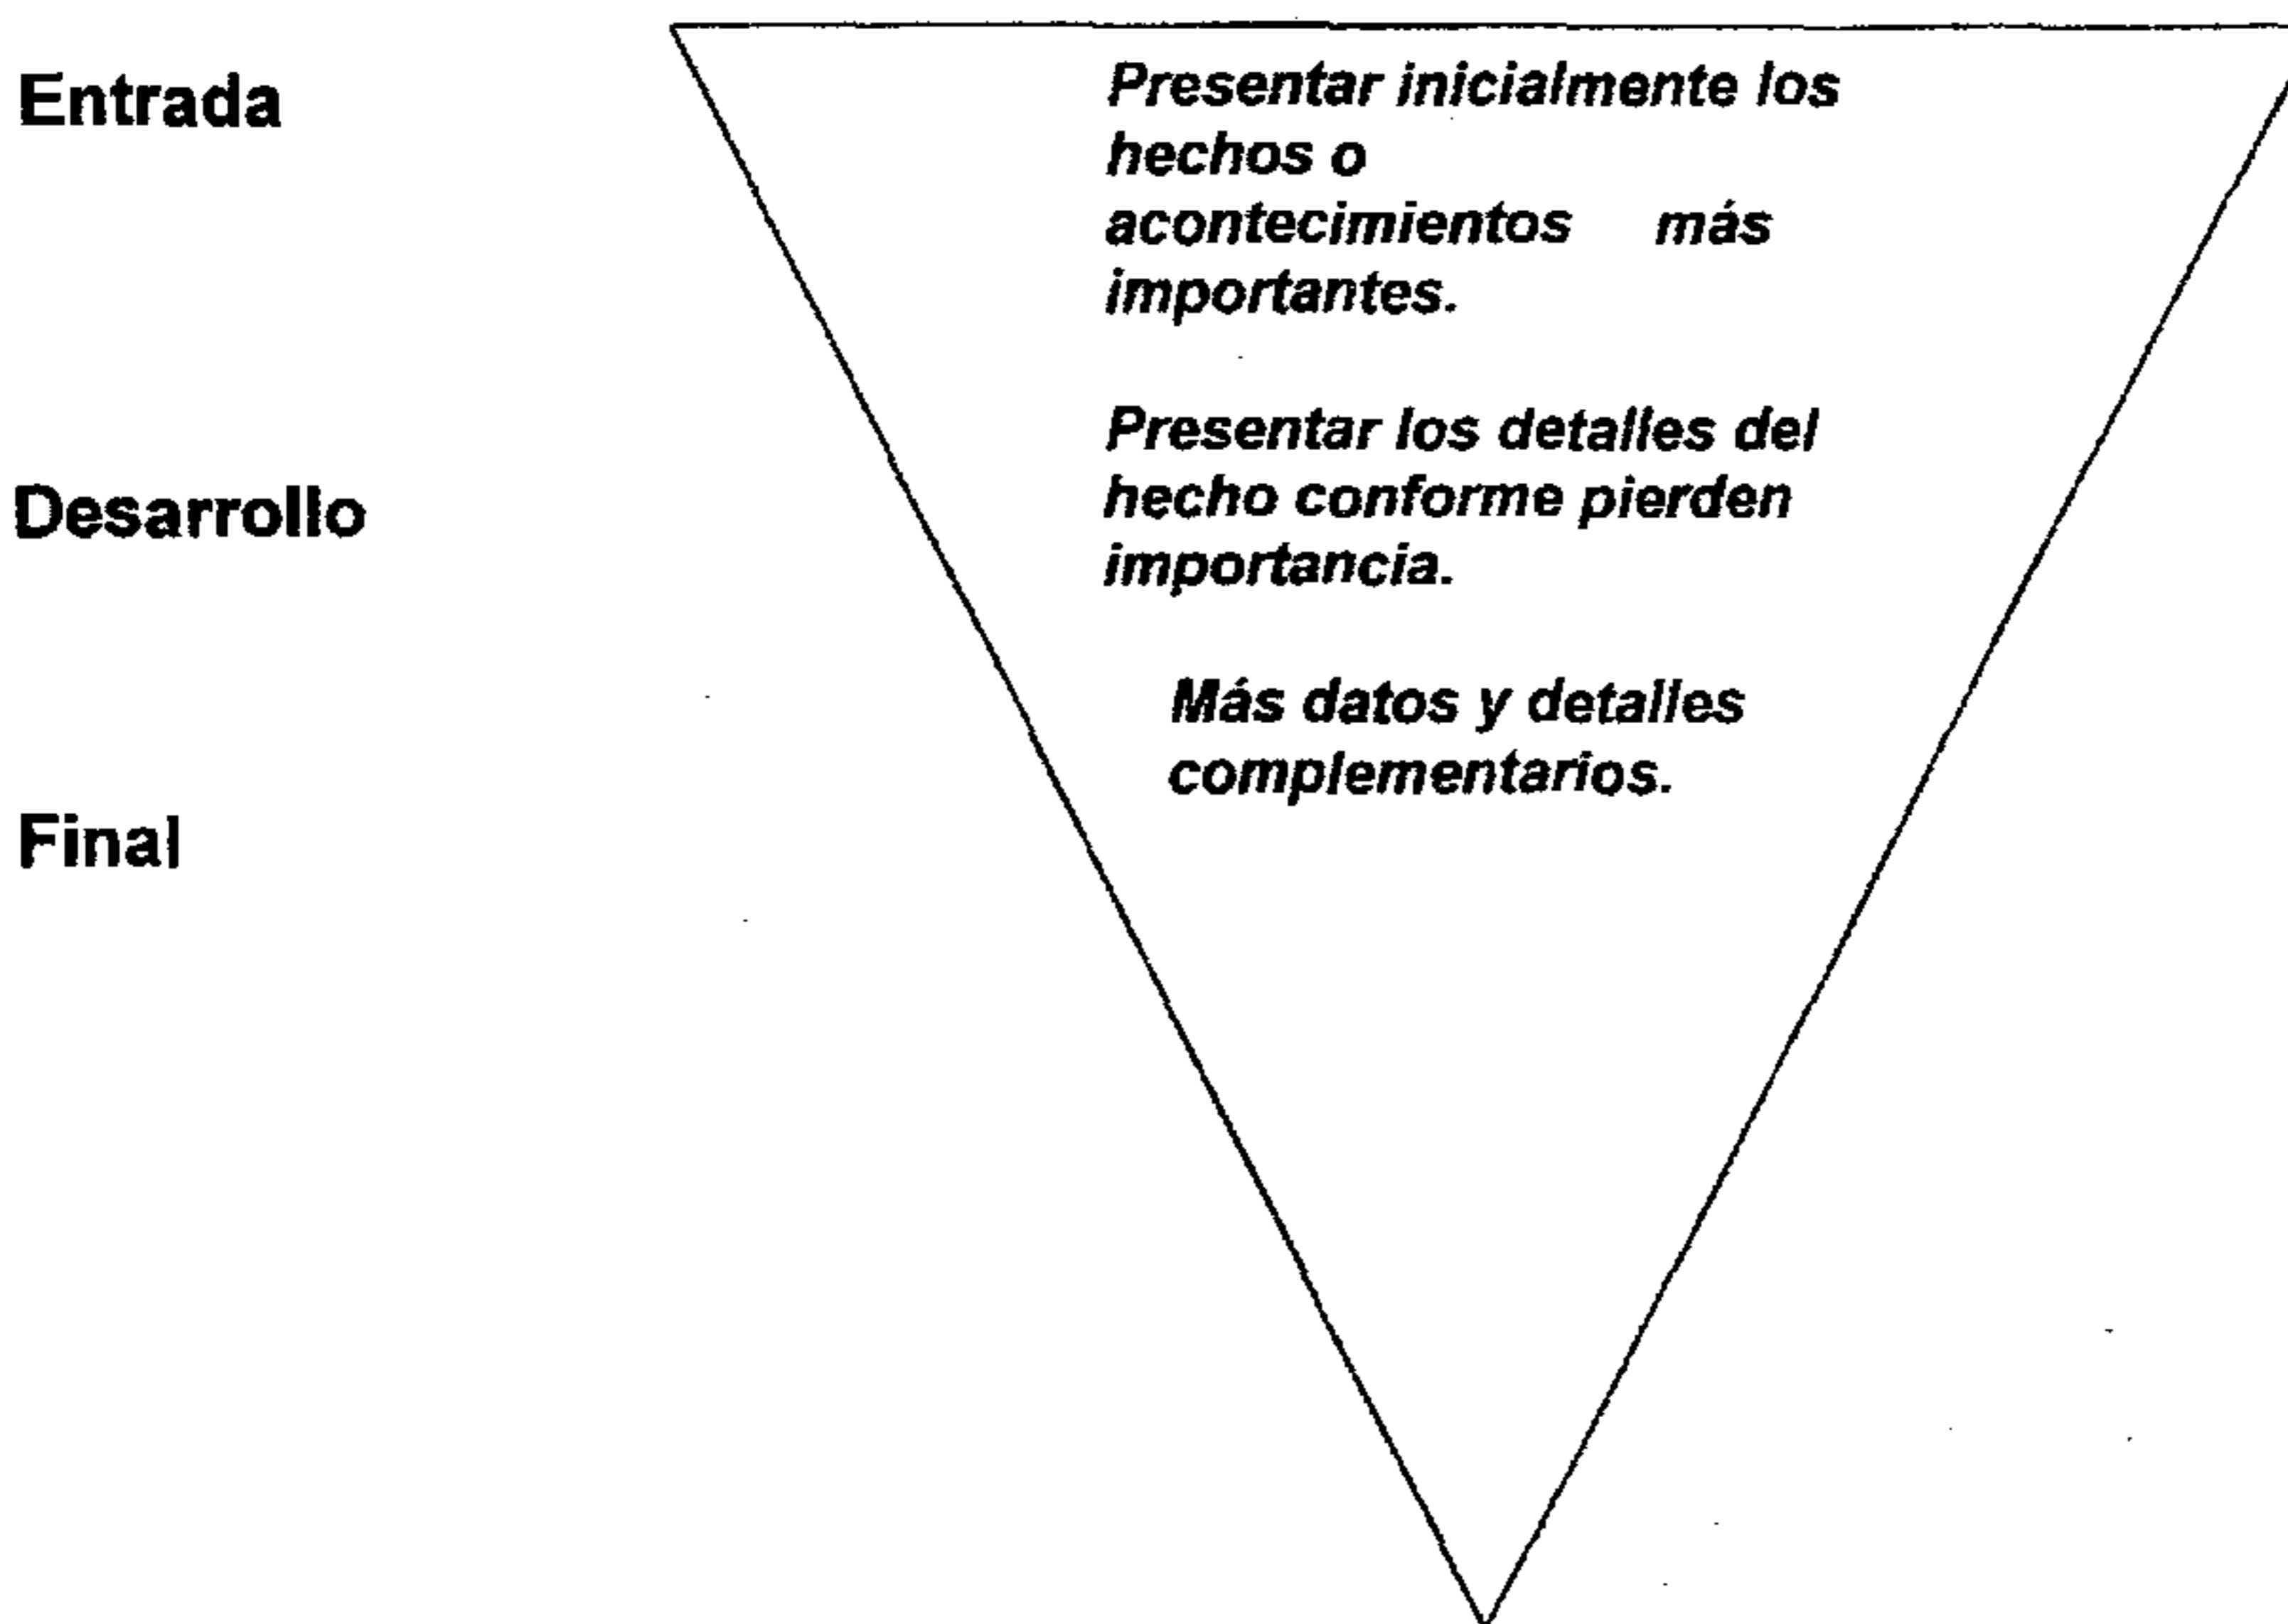 Entrada
Presentar inicialmente los
hechos o
acontecimientos más
importantes.
Desarrollo
Presentar los detalles del
hecho conforme pierden
importancia.
Final
Más datos y detalles
complementarios.